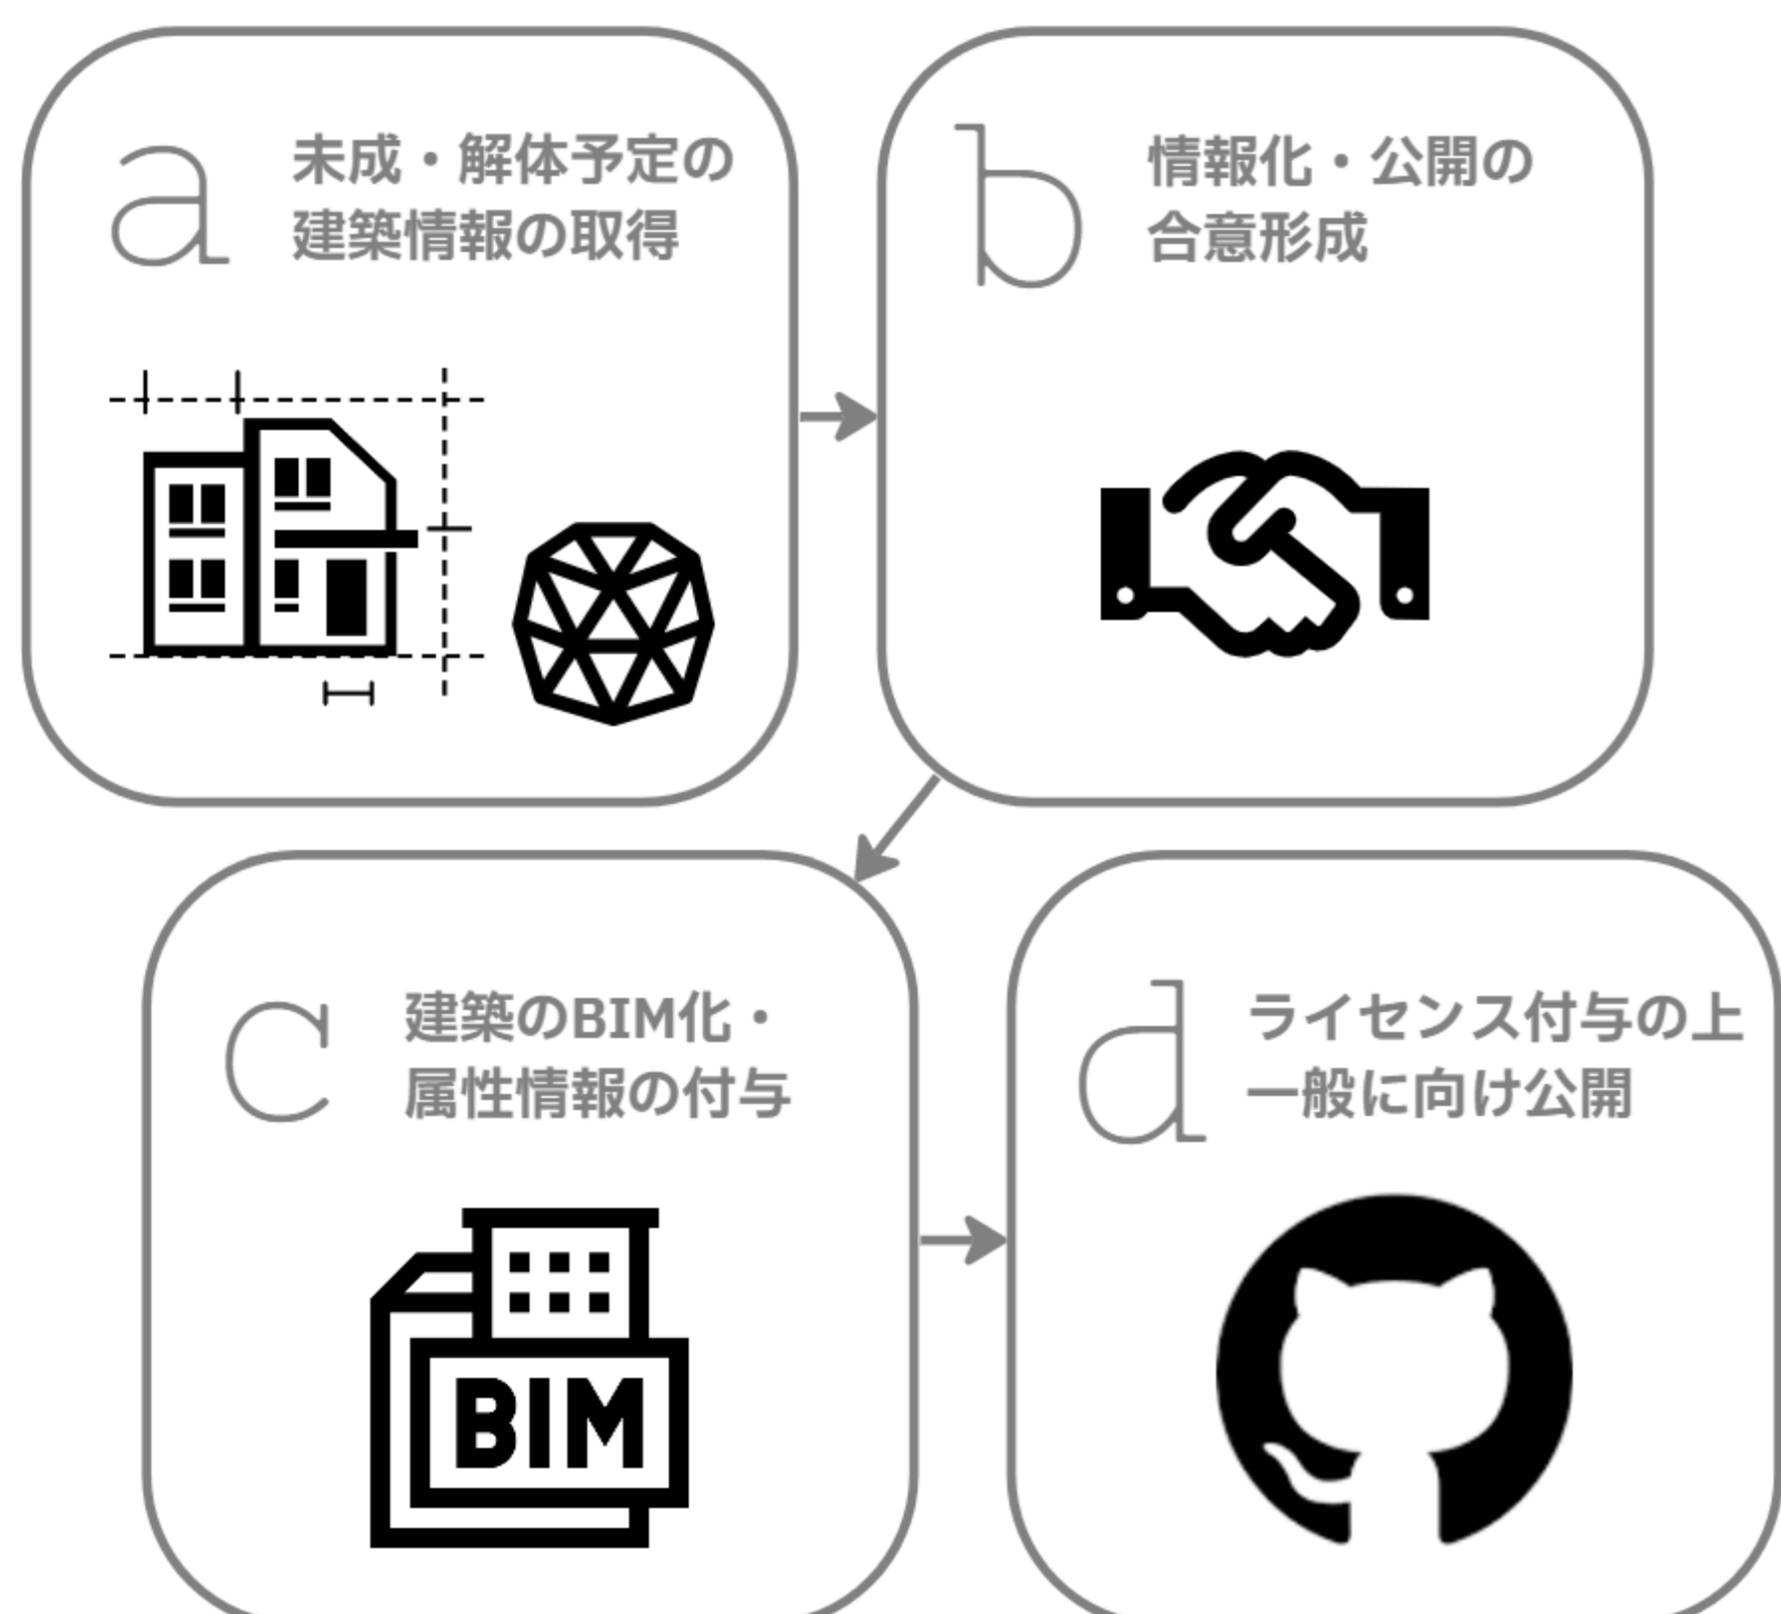 a
未成・解体予定の
建築情報の取得
b
情報化・公開の
合意形成
c
建築のBIM化・
属性情報の付与
BIM
d
ライセンス付与の上
一般に向け公開